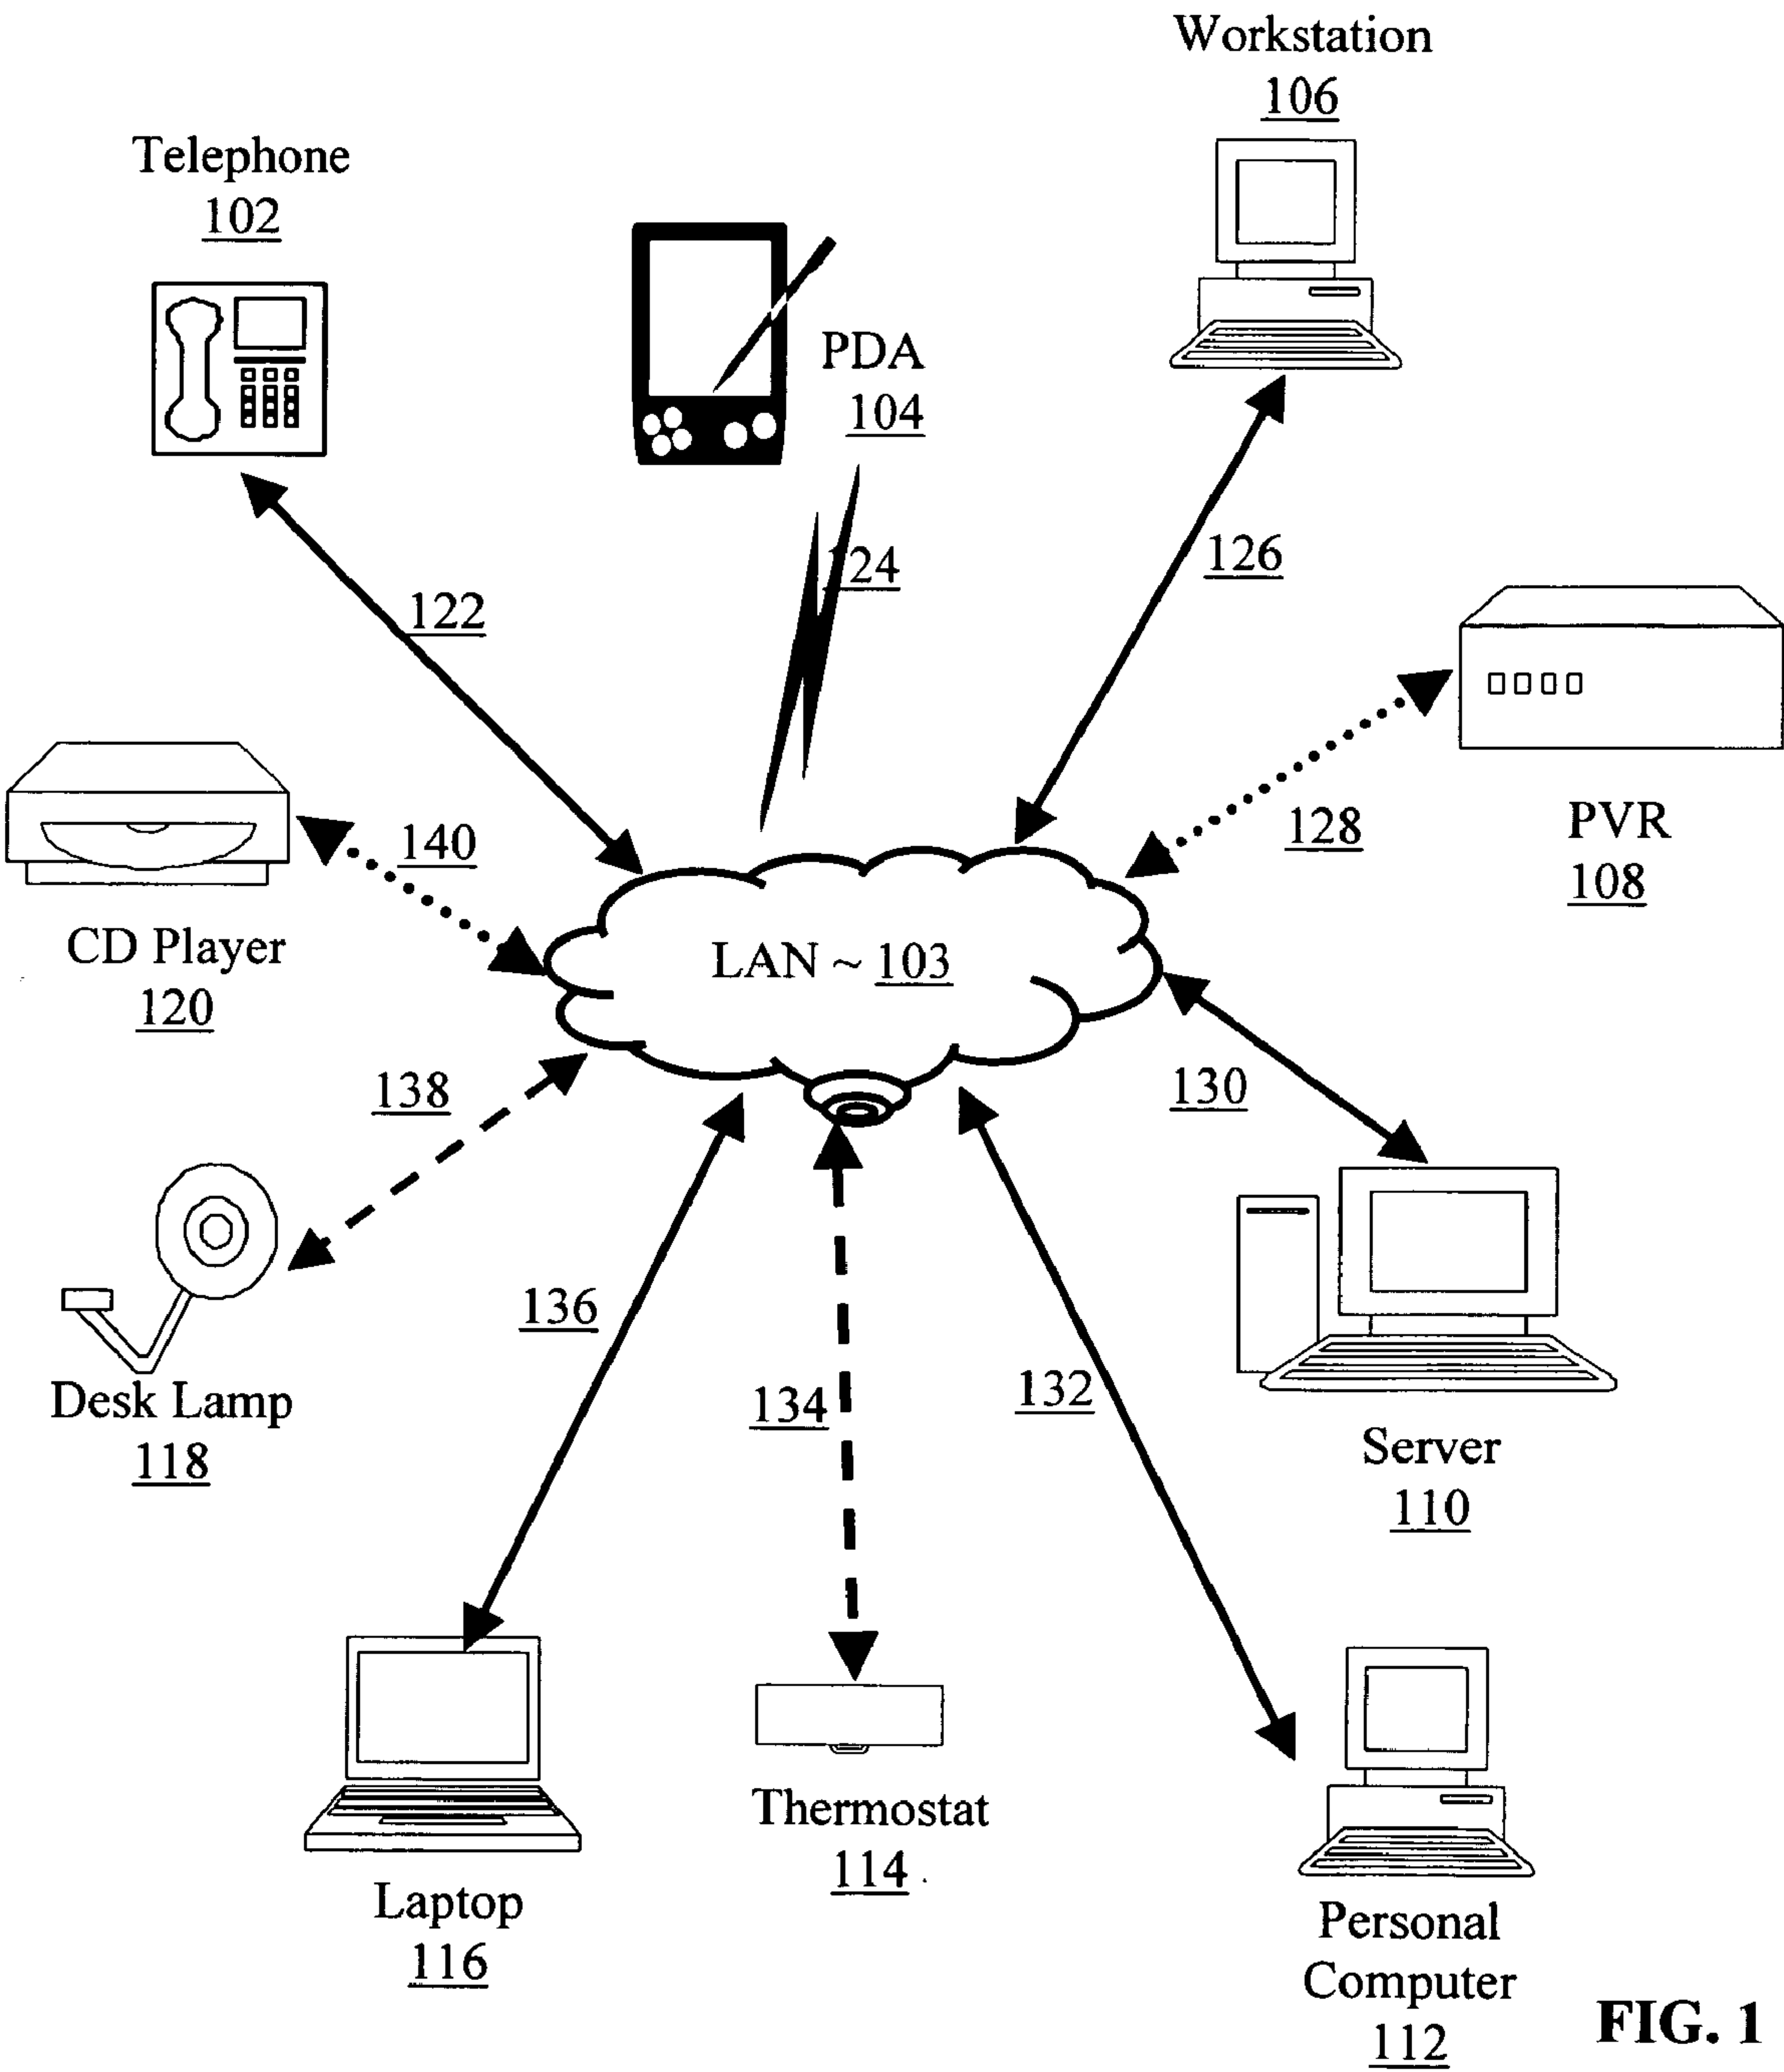 Workstation
106
Telephone
102
PDA
104
124
126
122
128
PVR
108
140
CD Player
120
LAN ~ 103
138
130
136
134
132
Desk Lamp
118
Server
110
Thermostat
114
Laptop
116
Personal
Computer
112
FIG. 1